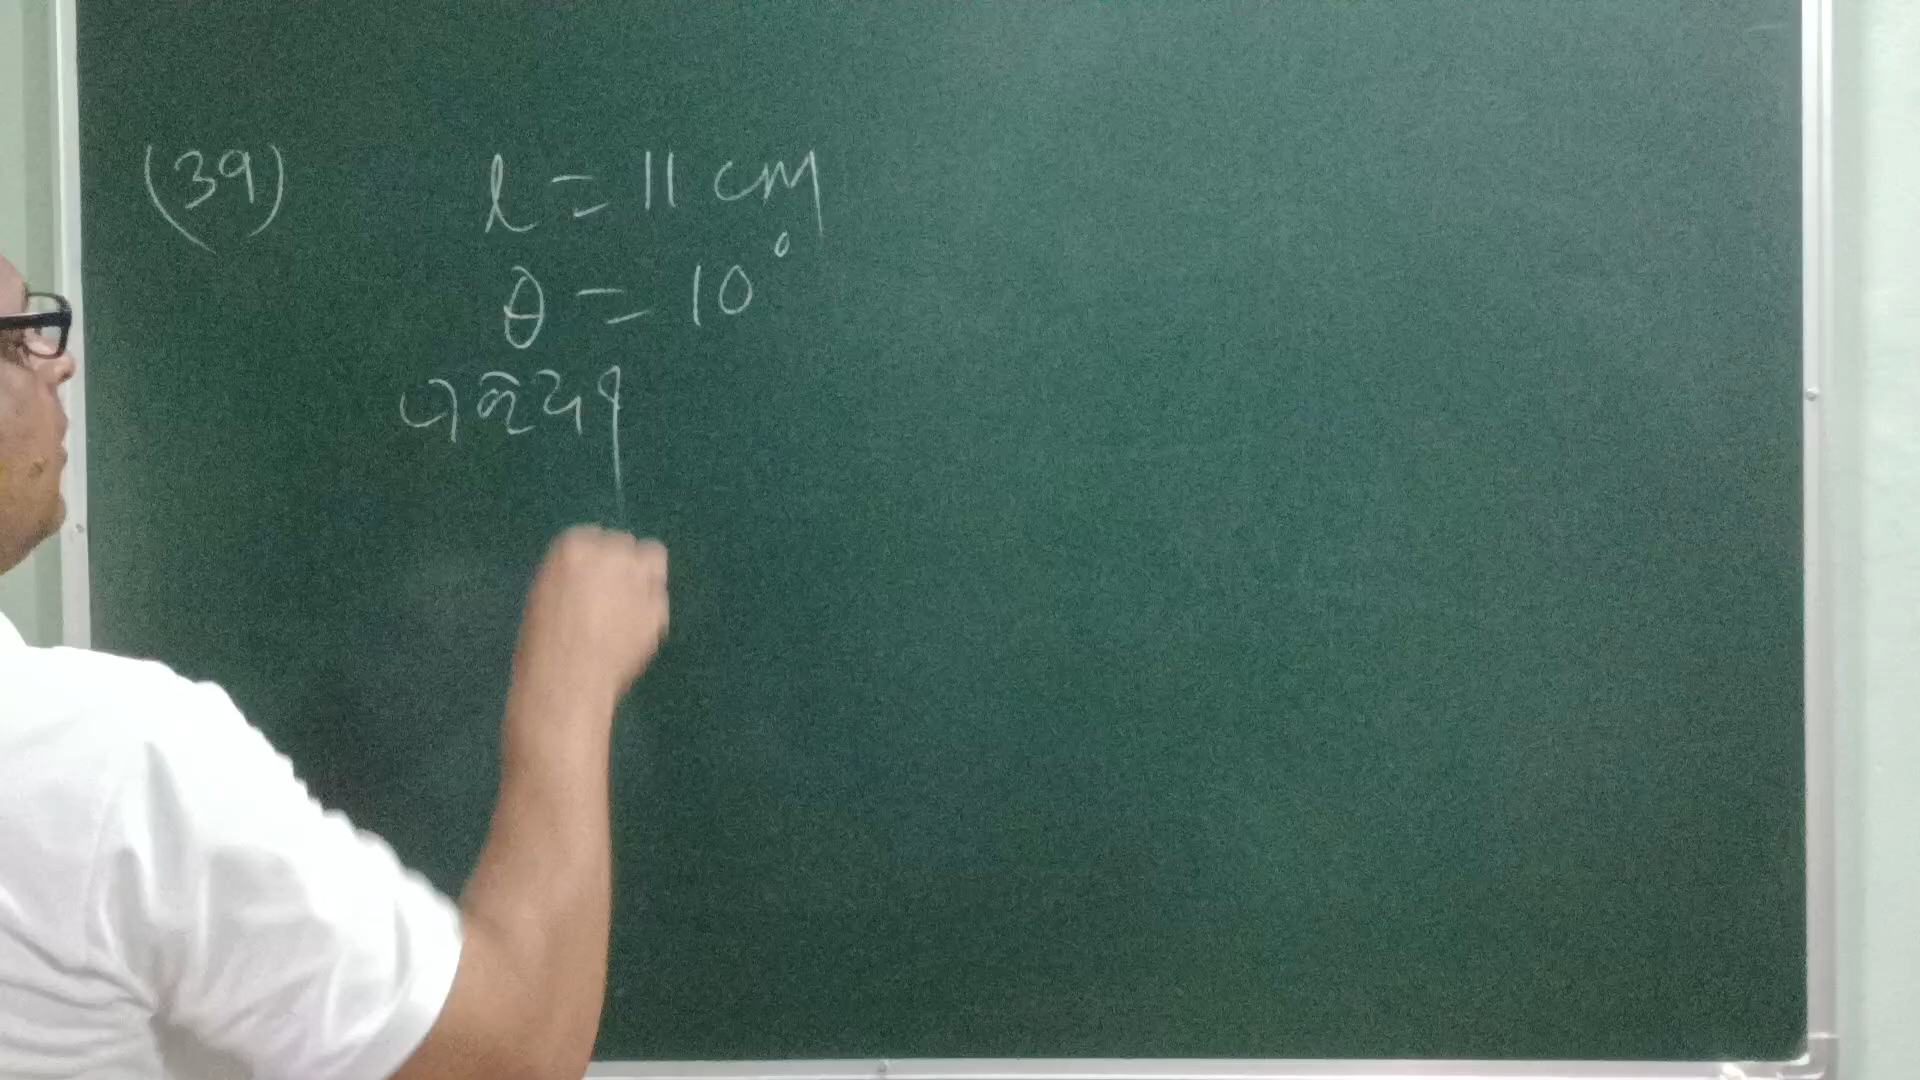 (39) l = 11 cm
θ = 10°